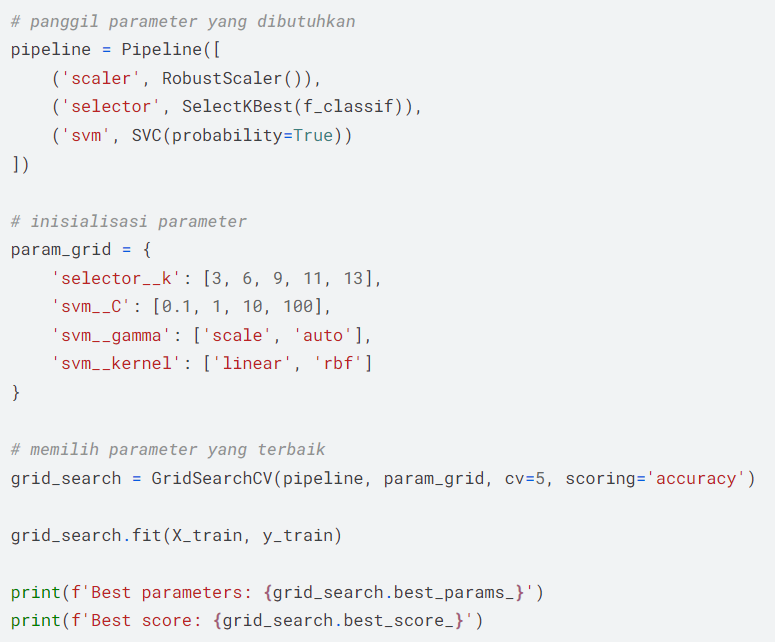 # panggil parameter yang dibutuhkan
pipeline = Pipeline([
    ('scaler', RobustScaler()),
    ('selector', SelectKBest(f_classif)),
    ('svm', SVC(probability=True))
])

# inisialisasi parameter
param_grid = {
    'selector__k': [3, 6, 9, 11, 13],
    'svm__C': [0.1, 1, 10, 100],
    'svm__gamma': ['scale', 'auto'],
    'svm__kernel': ['linear', 'rbf']
}

# memilih parameter yang terbaik
grid_search = GridSearchCV(pipeline, param_grid, cv=5, scoring='accuracy')

grid_search.fit(X_train, y_train)

print(f'Best parameters: {grid_search.best_params_}')
print(f'Best score: {grid_search.best_score_}')